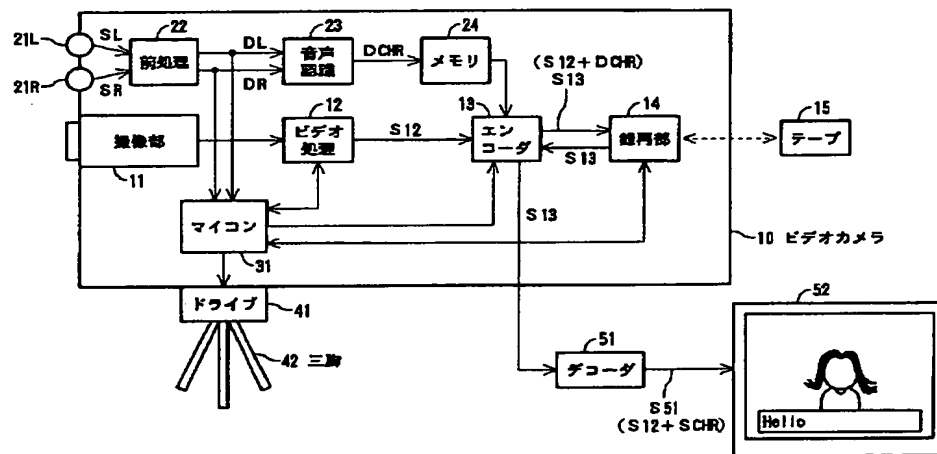 21L
SL
22
前処理
DL
23
音声
認識
DCHR
24
メモリ
21R
SR
DR
(S12+DCHR)
S13
撮像部
11
12
ビデオ
処理
S12
13
エン
コーダ
14
録再部
S13
15
テープ
マイコン
31
S13
10 ビデオカメラ
ドライブ
41
42 三脚
51
デコーダ
S51
(S12+SCHR)
52
Hello